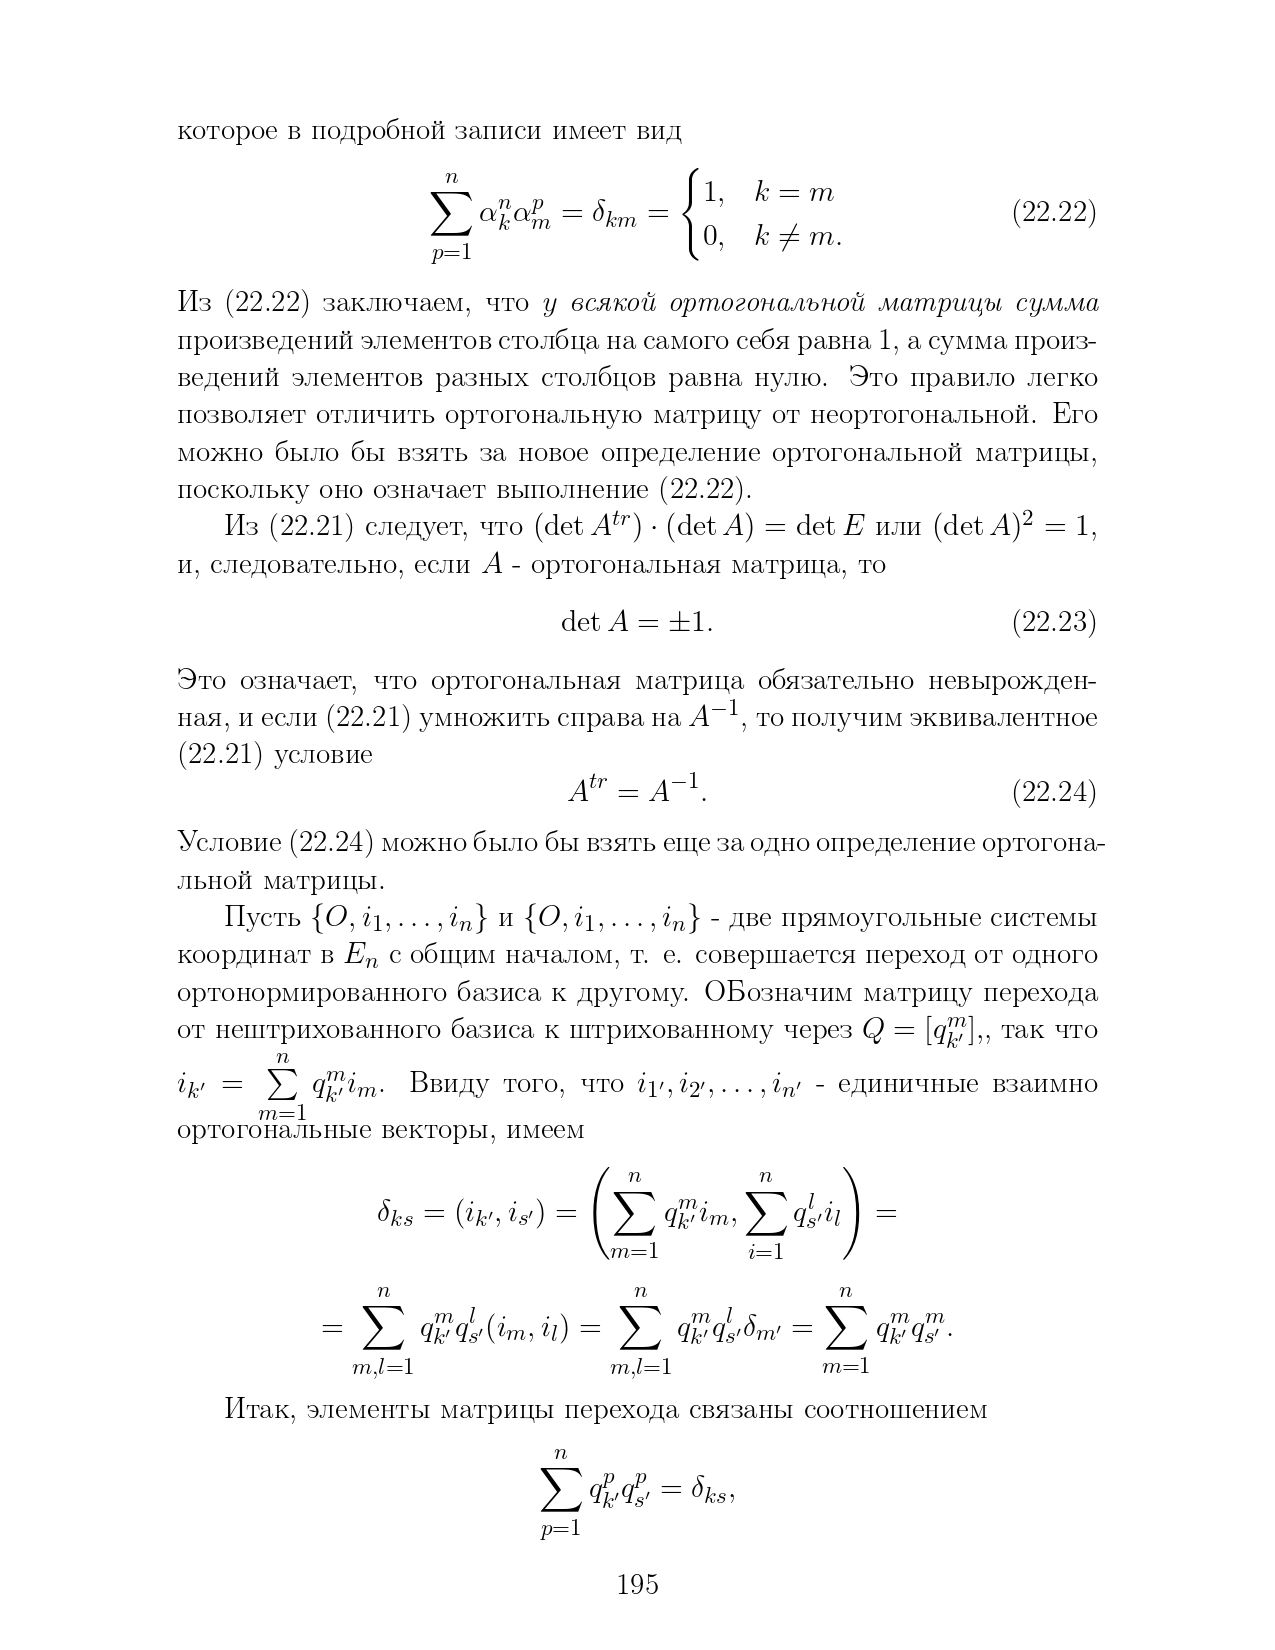 которое в подробной записи имеет вид
$$\sum_{p=1}^{n} \alpha_k^n \alpha_m^p = \delta_{km} = \begin{cases} 1, & k = m \\ 0, & k \neq m. \end{cases} \quad (22.22)$$
Из (22.22) заключаем, что у всякой ортогональной матрицы сумма
произведений элементов столбца на самого себя равна 1, а сумма произ-
ведений элементов разных столбцов равна нулю. Это правило легко
позволяет отличить ортогональную матрицу от неортогональной. Его
можно было бы взять за новое определение ортогональной матрицы,
поскольку оно означает выполнение (22.22).
Из (22.21) следует, что $(\det A^{tr}) \cdot (\det A) = \det E$ или $(\det A)^2 = 1$,
и, следовательно, если $A$ - ортогональная матрица, то
$$\det A = \pm 1. \quad (22.23)$$
Это означает, что ортогональная матрица обязательно невырожден-
ная, и если (22.21) умножить справа на $A^{-1}$, то получим эквивалентное
(22.21) условие
$$A^{tr} = A^{-1}. \quad (22.24)$$
Условие (22.24) можно было бы взять еще за одно определение ортогона-
льной матрицы.
Пусть $\{O, i_1, \ldots, i_n\}$ и $\{O, i_1, \ldots, i_n\}$ - две прямоугольные системы
координат в $E_n$ с общим началом, т. е. совершается переход от одного
ортонормированного базиса к другому. ОБозначим матрицу перехода
от нештрихованного базиса к штрихованному через $Q = [q_{k'}^m]$,, так что
$i_{k'} = \sum_{m=1}^{n} q_{k'}^m i_m$. Ввиду того, что $i_{1'}, i_{2'}, \ldots, i_{n'}$ - единичные взаимно
ортогональные векторы, имеем
$$\delta_{ks} = (i_{k'}, i_{s'}) = \left( \sum_{m=1}^{n} q_{k'}^m i_m, \sum_{i=1}^{n} q_{s'}^l i_l \right) =$$
$$= \sum_{m,l=1}^{n} q_{k'}^m q_{s'}^l (i_m, i_l) = \sum_{m,l=1}^{n} q_{k'}^m q_{s'}^l \delta_{m'} = \sum_{m=1}^{n} q_{k'}^m q_{s'}^m.$$
Итак, элементы матрицы перехода связаны соотношением
$$\sum_{p=1}^{n} q_{k'}^p q_{s'}^p = \delta_{ks},$$
195